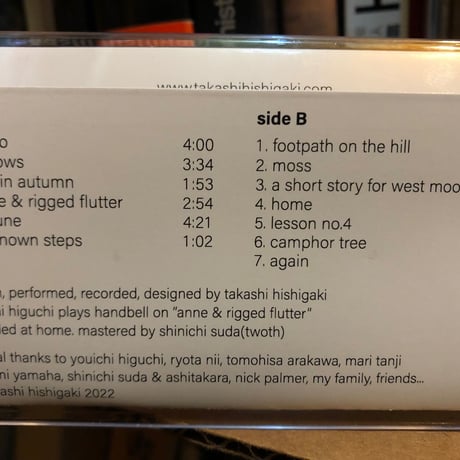 www.takashihishigaki.com
side B
o 4:00 1. footpath on the hill
ows 3:34 2. moss
in autumn 1:53 3. a short story for west moo
e & rigged flutter 2:54 4. home
une 4:21 5. lesson no.4
nown steps 1:02 6. camphor tree
7. again
, performed, recorded, designed by takashi hishigaki
i higuchi plays handbell on "anne & rigged flutter"
ed at home. mastered by shinichi suda(twoth)
al thanks to youichi higuchi, ryota nii, tomohisa arakawa, mari tanji
ni yamaha, shinichi suda & ashitakara, nick palmer, my family, friends...
ashi hishigaki 2022